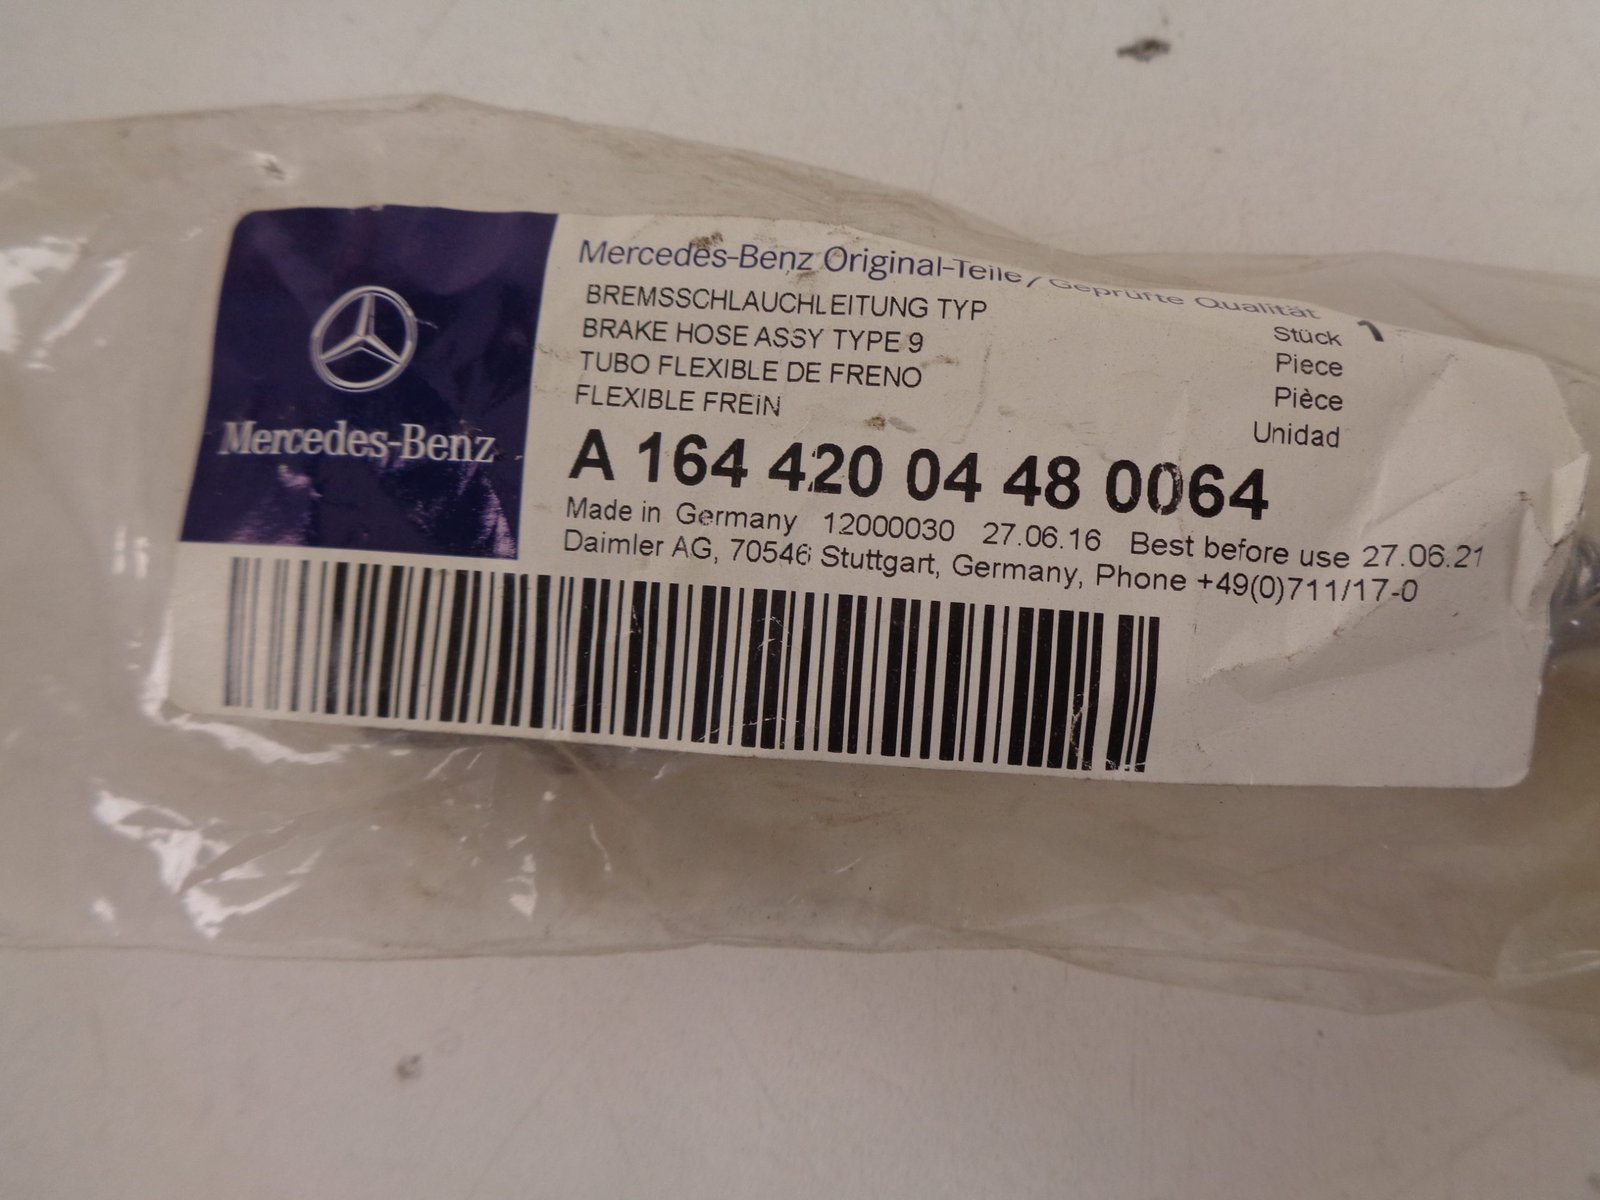 Mercedes-Benz
Mercedes-Benz Original-Teile / Geprüfte Qualität
BREMSSCHLAUCHLEITUNG TYP
BRAKE HOSE ASSY TYPE 9
TUBO FLEXIBLE DE FRENO
FLEXIBLE FREIN
Stück 1
Piece
Pièce
Unidad
A 164 420 04 48 0064
Made in Germany 12000030 27.06.16 Best before use 27.06.21
Daimler AG, 70546 Stuttgart, Germany, Phone +49(0)711/17-0